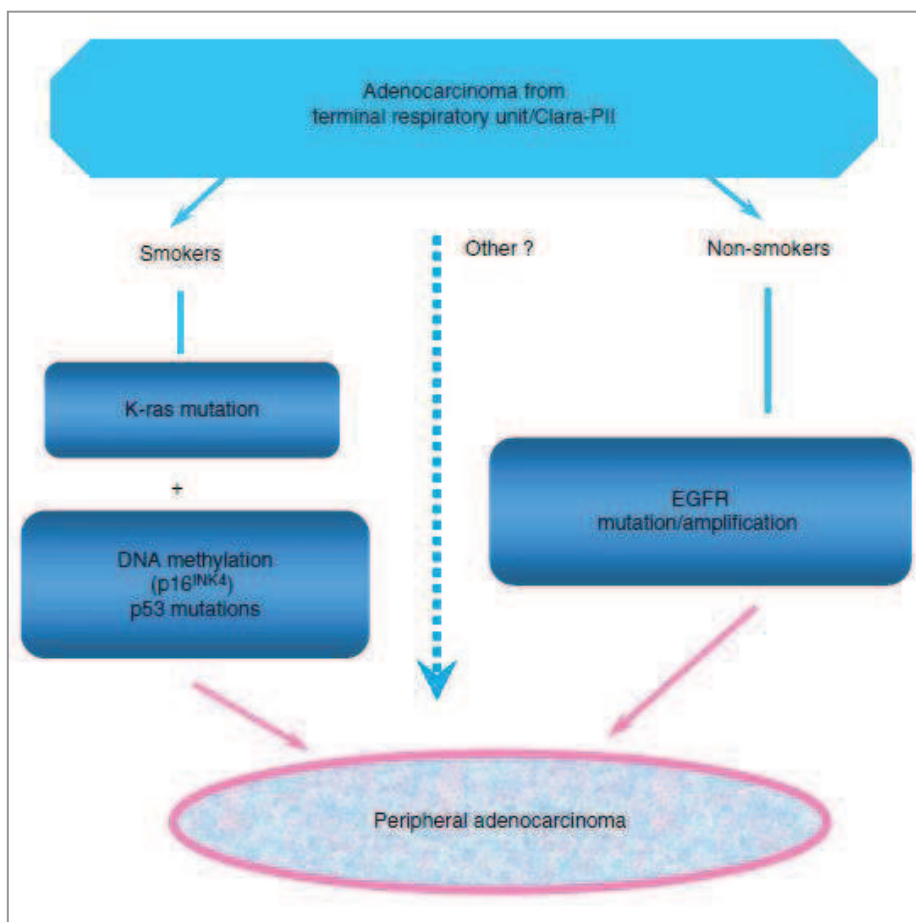 Adenocarcinoma from
terminal respiratory unit/Clara-PII
Smokers
Other ?
Non-smokers
K-ras mutation
+
DNA methylation
(p16INK4)
p53 mutations
EGFR
mutation/amplification
Peripheral adenocarcinoma